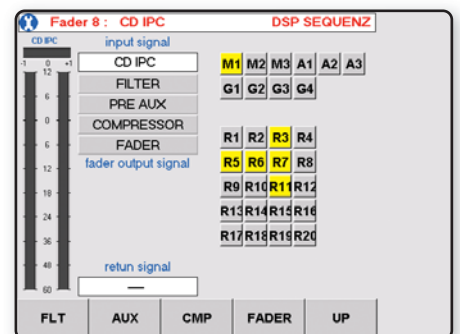 Fader 8 : CD IPC DSP SEQUENZ
CD IPC
-1 0 +1
12
6
0
6
12
18
24
36
48
60
input signal
CD IPC
FILTER
PRE AUX
COMPRESSOR
FADER
fader output signal
retun signal
—
M1 M2 M3 A1 A2 A3
G1 G2 G3 G4
R1 R2 R3 R4
R5 R6 R7 R8
R9 R10 R11 R12
R13 R14 R15 R16
R17 R18 R19 R20
FLT AUX CMP FADER UP